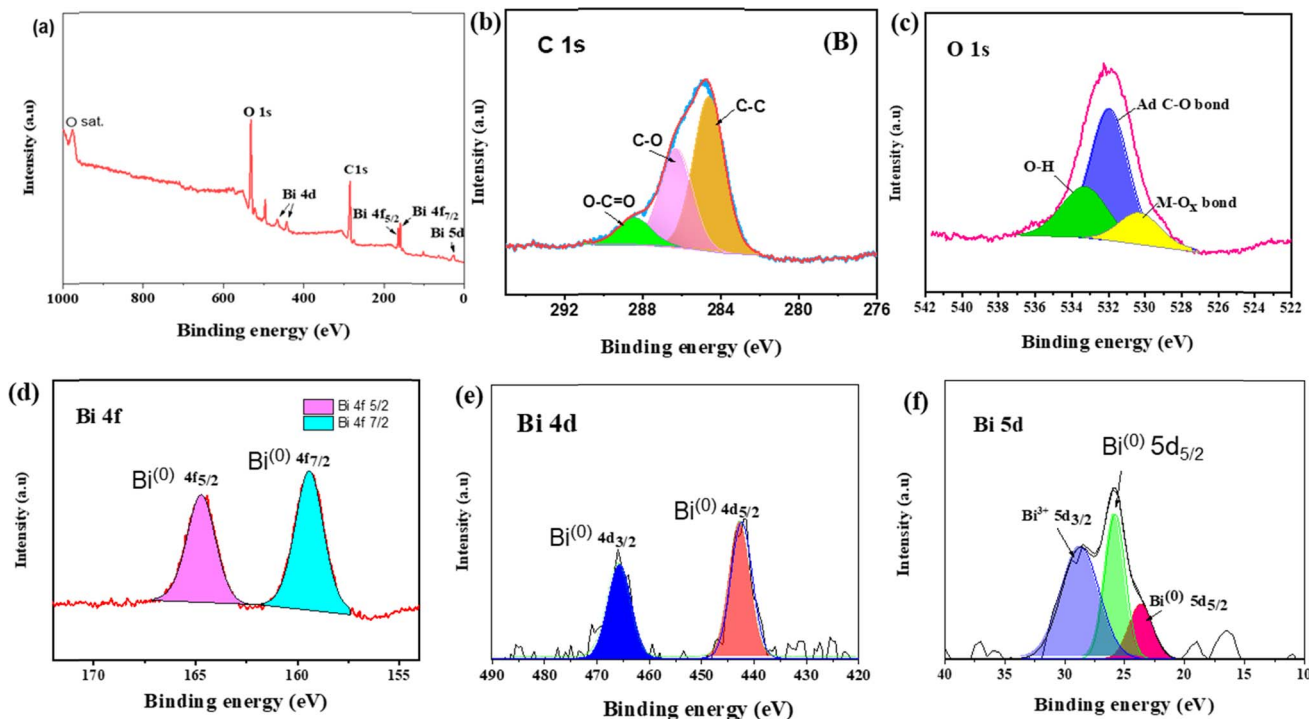 (a)
O sat.
O 1s
Bi 4d
C1s
Bi 4f5/2
Bi 4f7/2
Bi 5d
Intensity (a.u)
1000 800 600 400 200 0
Binding energy (eV)
(b)
C 1s
(B)
C-C
C-O
O-C=O
Intensity (a.u)
292 288 284 280 276
Binding energy (eV)
(c)
O 1s
Ad C-O bond
O-H
M-Ox bond
Intensity (a.u)
542 540 538 536 534 532 530 528 526 524 522
Binding energy (eV)
(d)
Bi 4f
Bi 4f 5/2
Bi 4f 7/2
Bi(0) 4f5/2
Bi(0) 4f7/2
Intensity (a.u)
170 165 160 155
Binding energy (eV)
(e)
Bi 4d
Bi(0) 4d3/2
Bi(0) 4d5/2
Intensity (a.u)
490 480 470 460 450 440 430 420
Binding energy (eV)
(f)
Bi 5d
Bi(0) 5d5/2
Bi3+ 5d3/2
Bi(0) 5d5/2
Intensity (a.u)
40 35 30 25 20 15 10
Binding energy (eV)